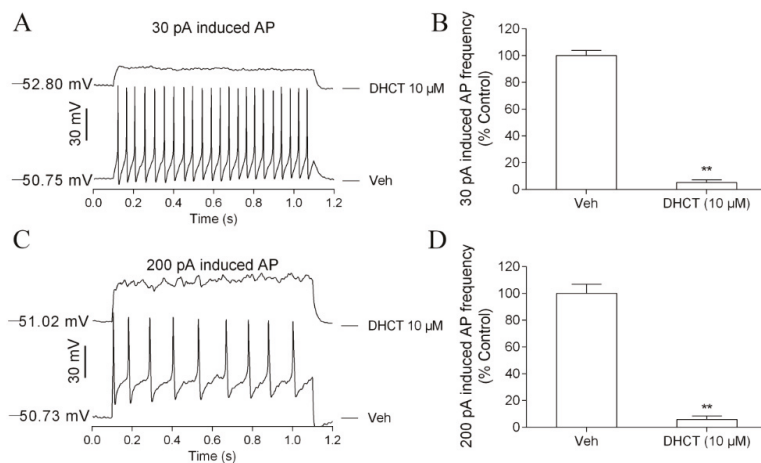 A
30 pA induced AP
-52.80 mV
DHCT 10 µM
30 mV
-50.75 mV
Veh
0.0 0.2 0.4 0.6 0.8 1.0 1.2
Time (s)
B
30 pA induced AP frequency
(% Control)
120
100
80
60
40
20
0
**
Veh
DHCT (10 µM)
C
200 pA induced AP
-51.02 mV
DHCT 10 µM
30 mV
-50.73 mV
Veh
0.0 0.2 0.4 0.6 0.8 1.0 1.2
Time (s)
D
200 pA induced AP frequency
(% Control)
120
100
80
60
40
20
0
**
Veh
DHCT (10 µM)